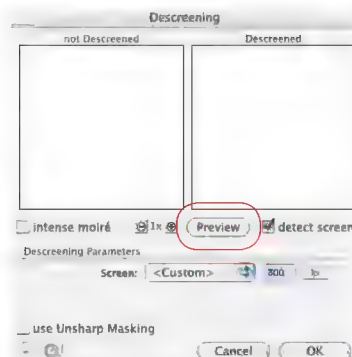 Descreening
not Descreened Descreened
intense moiré 1x Preview detect screen
Descreening Parameters
Screen: <Custom> 300
use Unsharp Masking
Cancel OK